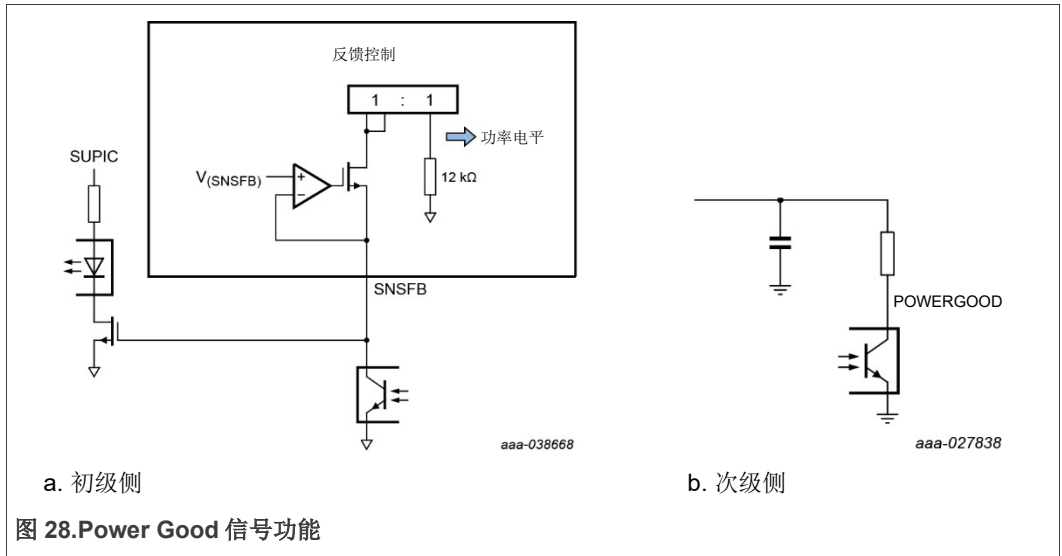 反馈控制
1 : 1
功率电平
SUPIC
V(SNSFB)
+
−
12 kΩ
SNSFB
POWERGOOD
aaa-038668
aaa-027838
a. 初级侧
b. 次级侧
图 28.Power Good 信号功能